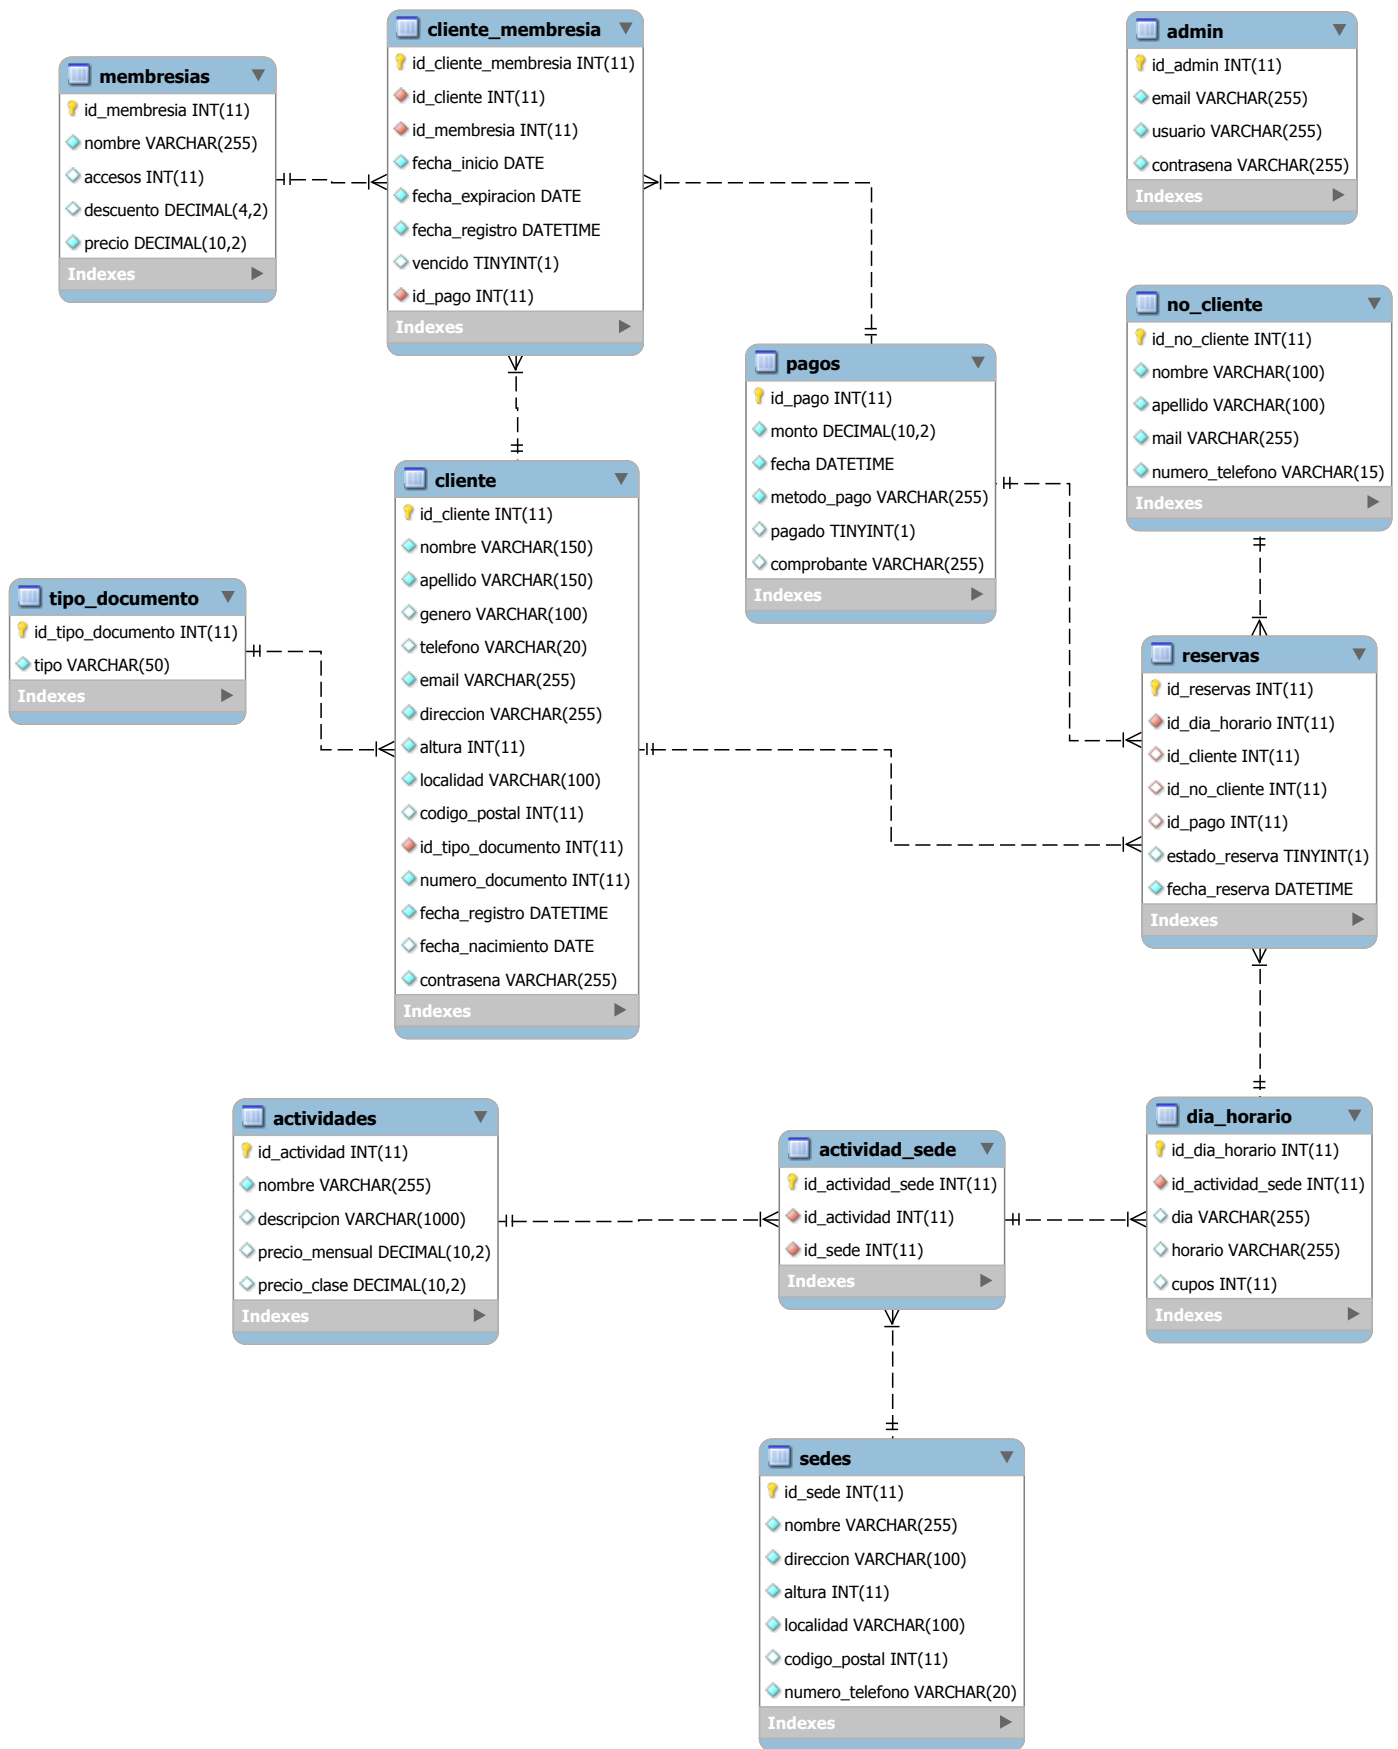 cliente_membresia
id_cliente_membresia INT(11)
id_cliente INT(11)
id_membresia INT(11)
fecha_inicio DATE
fecha_expiracion DATE
fecha_registro DATETIME
vencido TINYINT(1)
id_pago INT(11)
Indexes
admin
id_admin INT(11)
email VARCHAR(255)
usuario VARCHAR(255)
contrasena VARCHAR(255)
Indexes
membresias
id_membresia INT(11)
nombre VARCHAR(255)
accesos INT(11)
descuento DECIMAL(4,2)
precio DECIMAL(10,2)
Indexes
no_cliente
id_no_cliente INT(11)
nombre VARCHAR(100)
apellido VARCHAR(100)
mail VARCHAR(255)
numero_telefono VARCHAR(15)
Indexes
pagos
id_pago INT(11)
monto DECIMAL(10,2)
fecha DATETIME
metodo_pago VARCHAR(255)
pagado TINYINT(1)
comprobante VARCHAR(255)
Indexes
cliente
id_cliente INT(11)
nombre VARCHAR(150)
apellido VARCHAR(150)
genero VARCHAR(100)
telefono VARCHAR(20)
email VARCHAR(255)
direccion VARCHAR(255)
altura INT(11)
localidad VARCHAR(100)
codigo_postal INT(11)
id_tipo_documento INT(11)
numero_documento INT(11)
fecha_registro DATETIME
fecha_nacimiento DATE
contrasena VARCHAR(255)
Indexes
tipo_documento
id_tipo_documento INT(11)
tipo VARCHAR(50)
Indexes
reservas
id_reservas INT(11)
id_dia_horario INT(11)
id_cliente INT(11)
id_no_cliente INT(11)
id_pago INT(11)
estado_reserva TINYINT(1)
fecha_reserva DATETIME
Indexes
actividades
id_actividad INT(11)
nombre VARCHAR(255)
descripcion VARCHAR(1000)
precio_mensual DECIMAL(10,2)
precio_clase DECIMAL(10,2)
Indexes
actividad_sede
id_actividad_sede INT(11)
id_actividad INT(11)
id_sede INT(11)
Indexes
dia_horario
id_dia_horario INT(11)
id_actividad_sede INT(11)
dia VARCHAR(255)
horario VARCHAR(255)
cupos INT(11)
Indexes
sedes
id_sede INT(11)
nombre VARCHAR(255)
direccion VARCHAR(100)
altura INT(11)
localidad VARCHAR(100)
codigo_postal INT(11)
numero_telefono VARCHAR(20)
Indexes